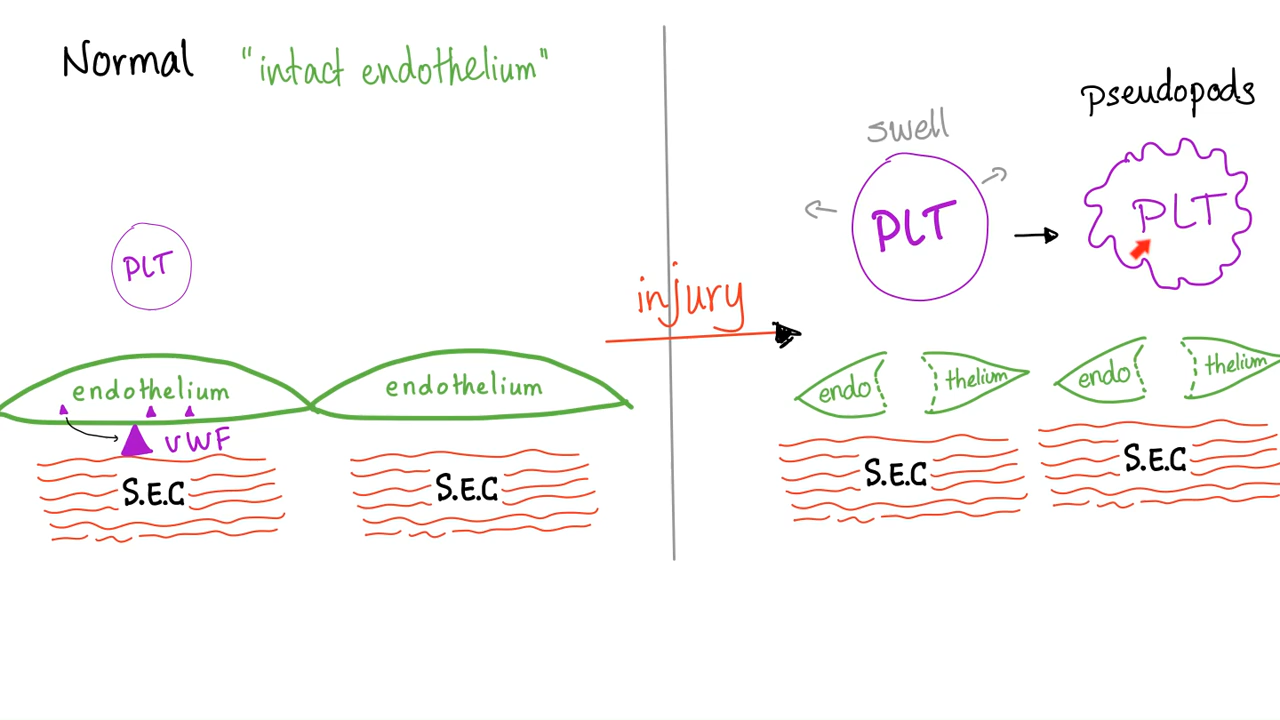 Normal
"intact endothelium"
PLT
endothelium
endothelium
VWF
S.E.C
S.E.C
injury
swell
PLT
pseudopods
PLT
endo
thelium
endo
thelium
S.E.C
S.E.C